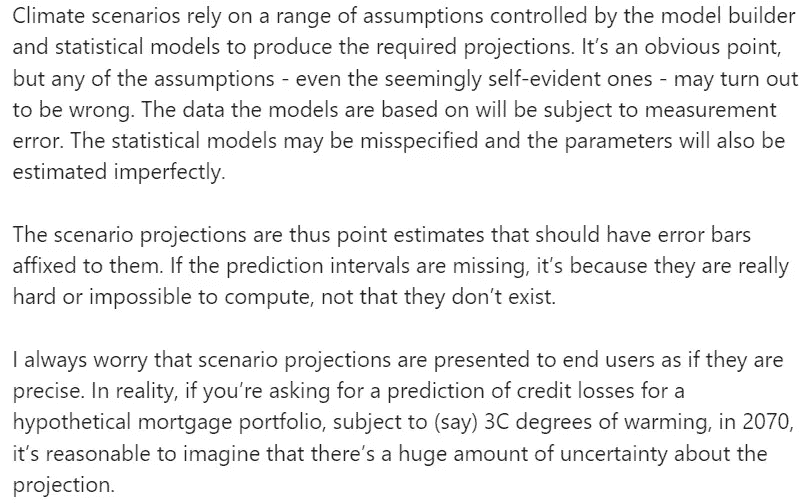 Climate scenarios rely on a range of assumptions controlled by the model builder
and statistical models to produce the required projections. It’s an obvious point,
but any of the assumptions - even the seemingly self-evident ones - may turn out
to be wrong. The data the models are based on will be subject to measurement
error. The statistical models may be misspecified and the parameters will also be
estimated imperfectly.

The scenario projections are thus point estimates that should have error bars
affixed to them. If the prediction intervals are missing, it’s because they are really
hard or impossible to compute, not that they don’t exist.

I always worry that scenario projections are presented to end users as if they are
precise. In reality, if you’re asking for a prediction of credit losses for a
hypothetical mortgage portfolio, subject to (say) 3C degrees of warming, in 2070,
it’s reasonable to imagine that there’s a huge amount of uncertainty about the
projection.